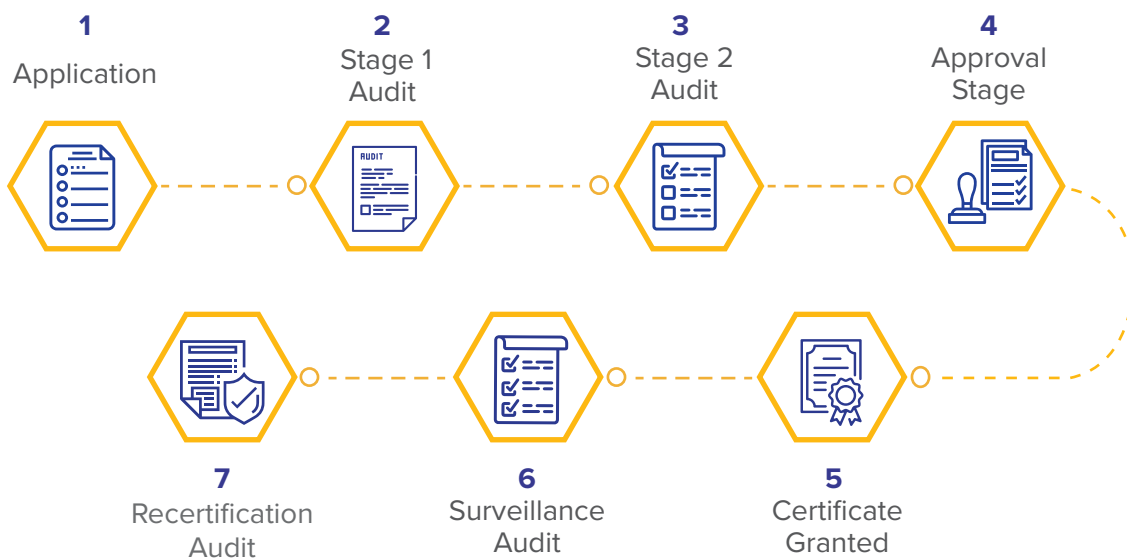 1
Application
2
Stage 1
Audit
3
Stage 2
Audit
4
Approval
Stage
AUDIT
5
Certificate
Granted
6
Surveillance
Audit
7
Recertification
Audit